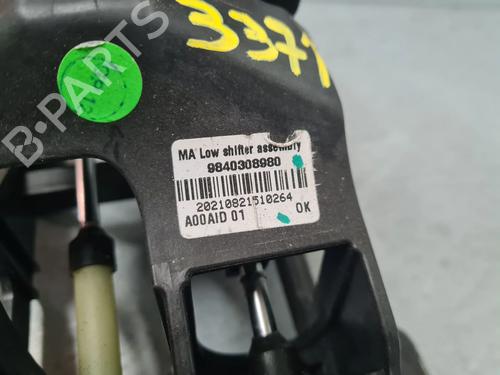 3371
MA Low shifter assembly
9840308980
20210821510264
A00AID 01 OK
B-PARTS